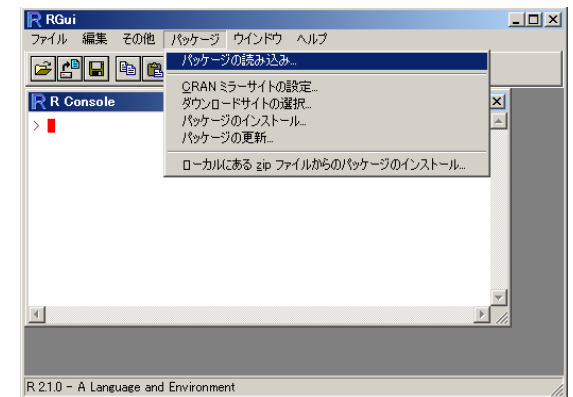 RGui
ファイル 編集 その他 パッケージ ウインドウ ヘルプ
パッケージの読み込み...
CRAN ミラーサイトの設定...
ダウンロードサイトの選択...
パッケージのインストール...
パッケージの更新...
ローカルにある zip ファイルからのパッケージのインストール...
R Console
>
R 2.1.0 - A Language and Environment